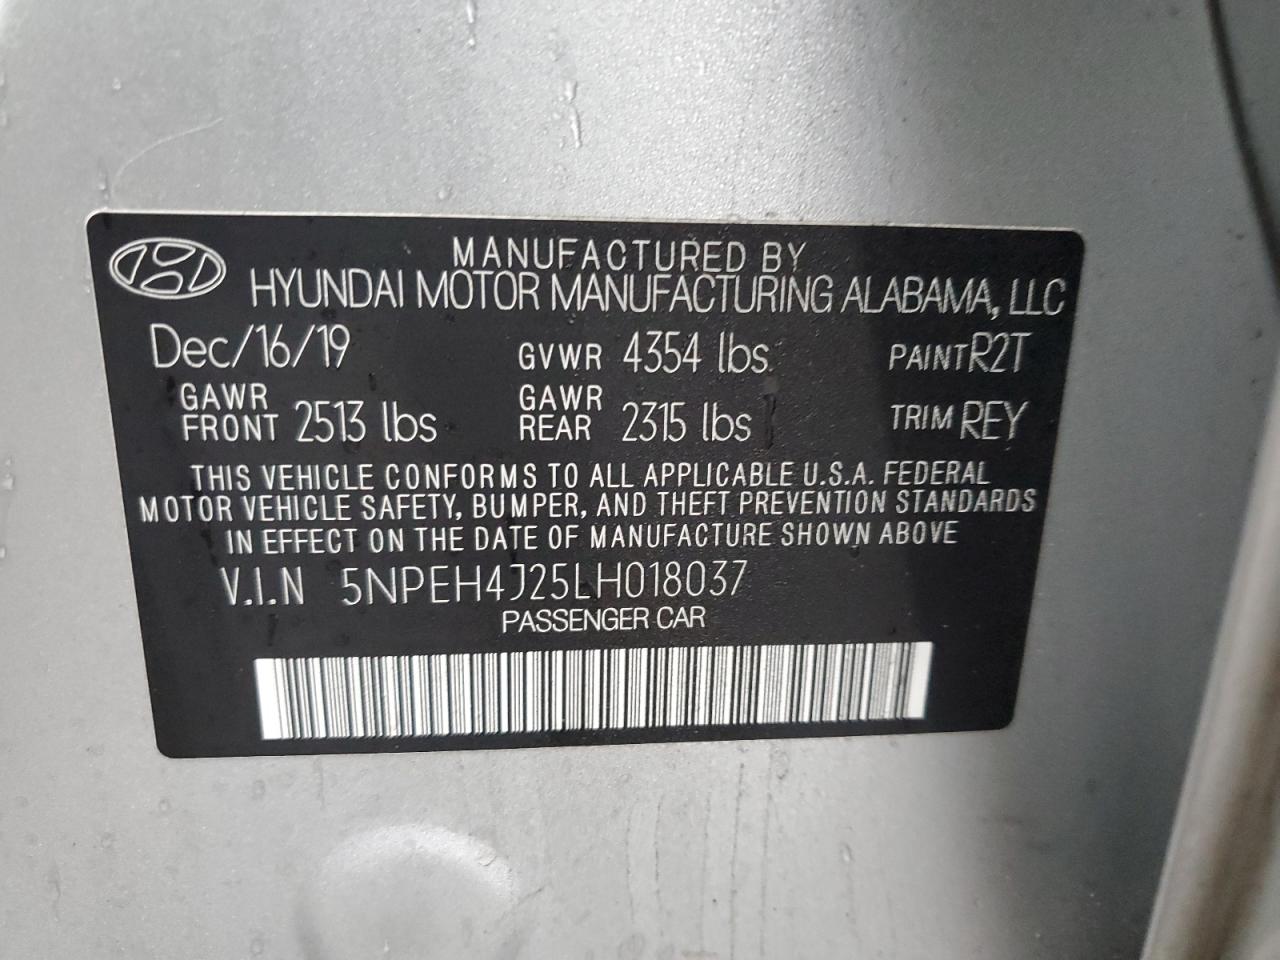 MANUFACTURED BY
HYUNDAI MOTOR MANUFACTURING ALABAMA, LLC
Dec/16/19 GVWR 4354 lbs. PAINT R2T
GAWR FRONT 2513 lbs GAWR REAR 2315 lbs TRIM REY
THIS VEHICLE CONFORMS TO ALL APPLICABLE U.S.A. FEDERAL
MOTOR VEHICLE SAFETY, BUMPER, AND THEFT PREVENTION STANDARDS
IN EFFECT ON THE DATE OF MANUFACTURE SHOWN ABOVE
V.I.N 5NPEH4J25LH018037
PASSENGER CAR